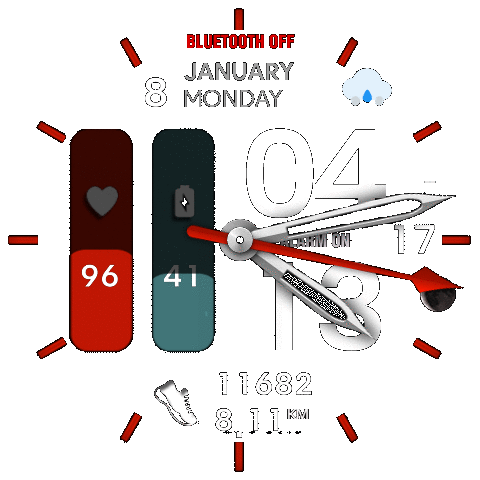 BLUETOOTH OFF
JANUARY
8 MONDAY
04
ALARM ON
17
96
41
13
11682
8.11 KM